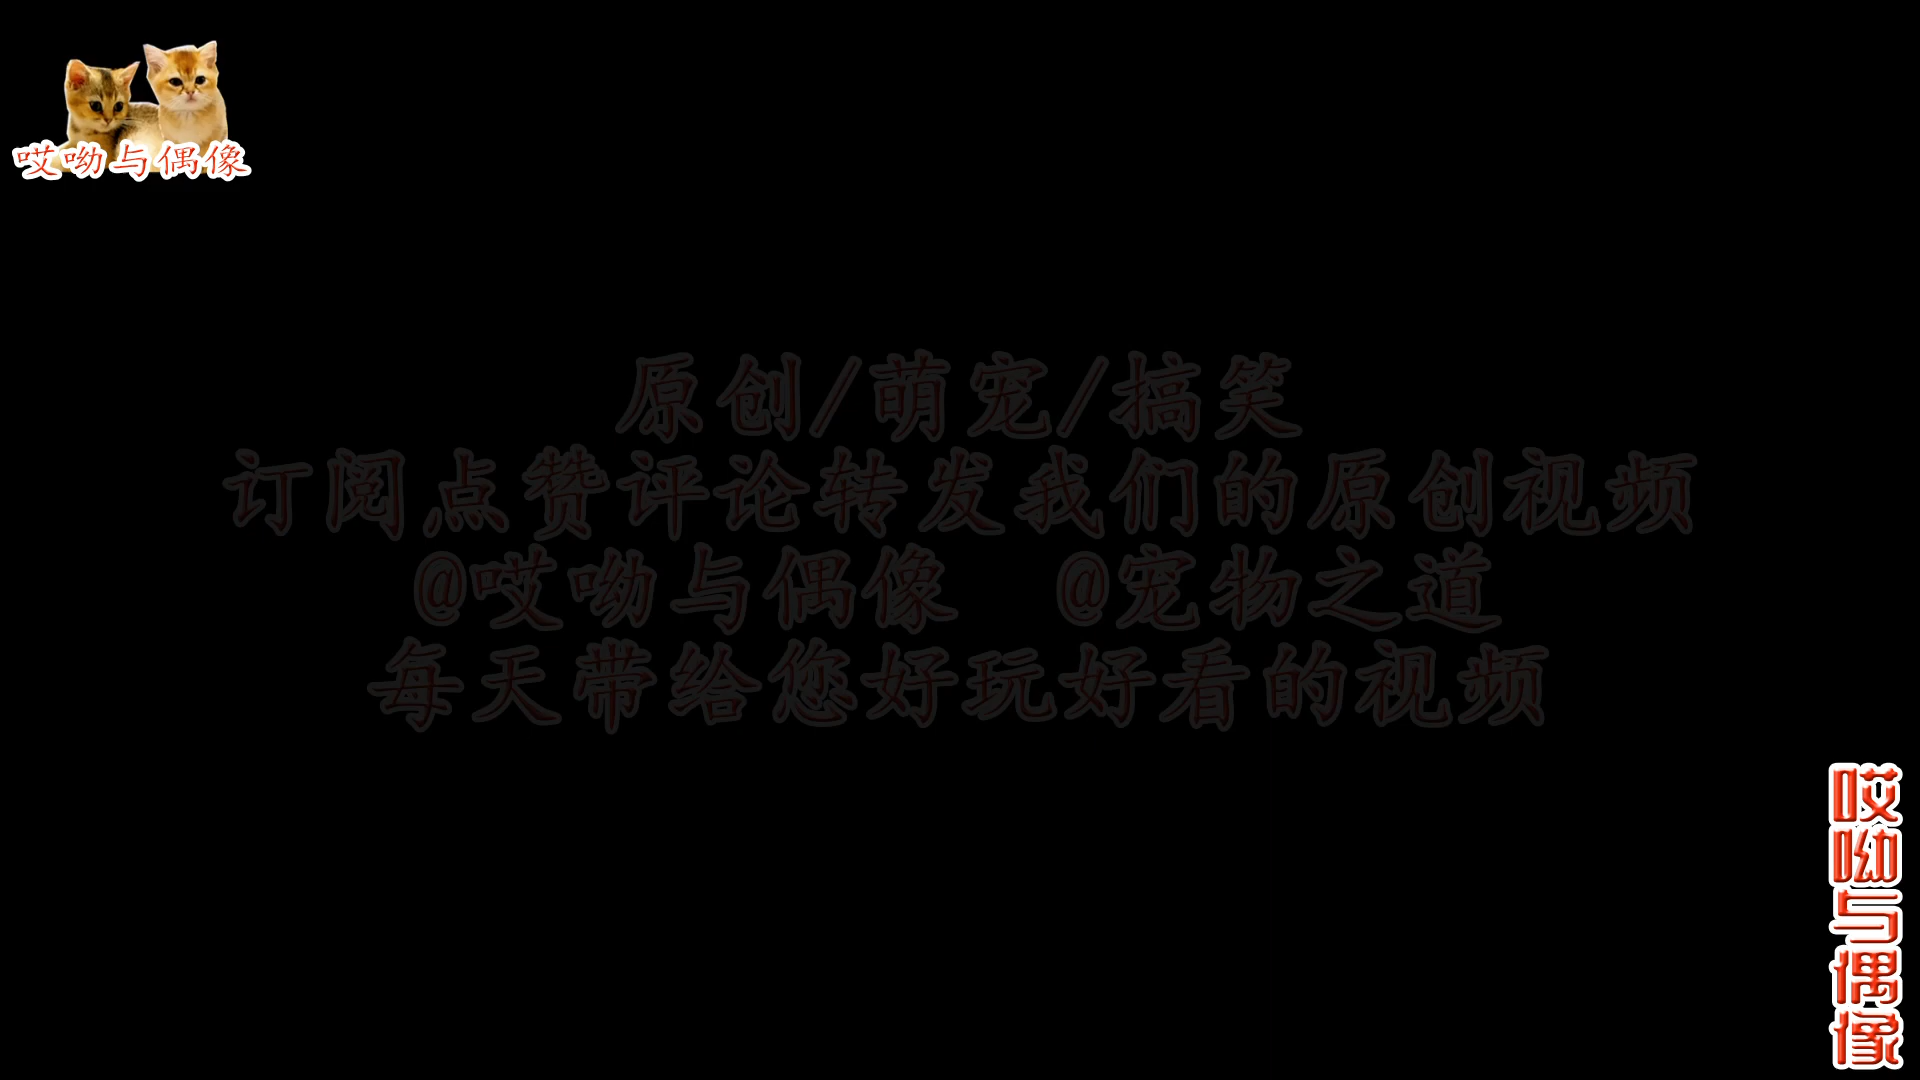 哎呦与偶像
原创/萌宠/搞笑
订阅点赞评论转发我们的原创视频
@哎呦与偶像 @宠物之道
每天带给您好玩好看的视频
哎呦与偶像